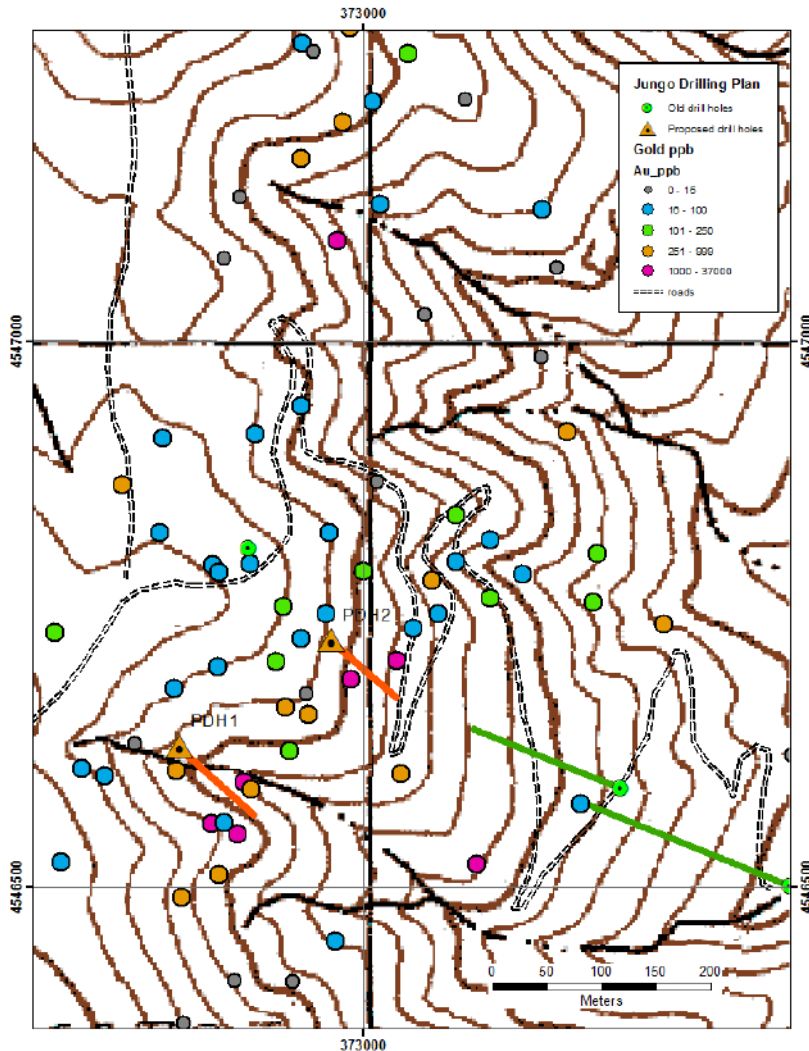 373000
Jungo Drilling Plan
Old drill holes
Proposed drill holes
Gold ppb
Au_ppb
0 - 15
16 - 100
101 - 250
251 - 999
1000 - 37000
roads
4547000
4547000
PDH2
PDH1
4546500
4546500
0 50 100 150 200
Meters
373000